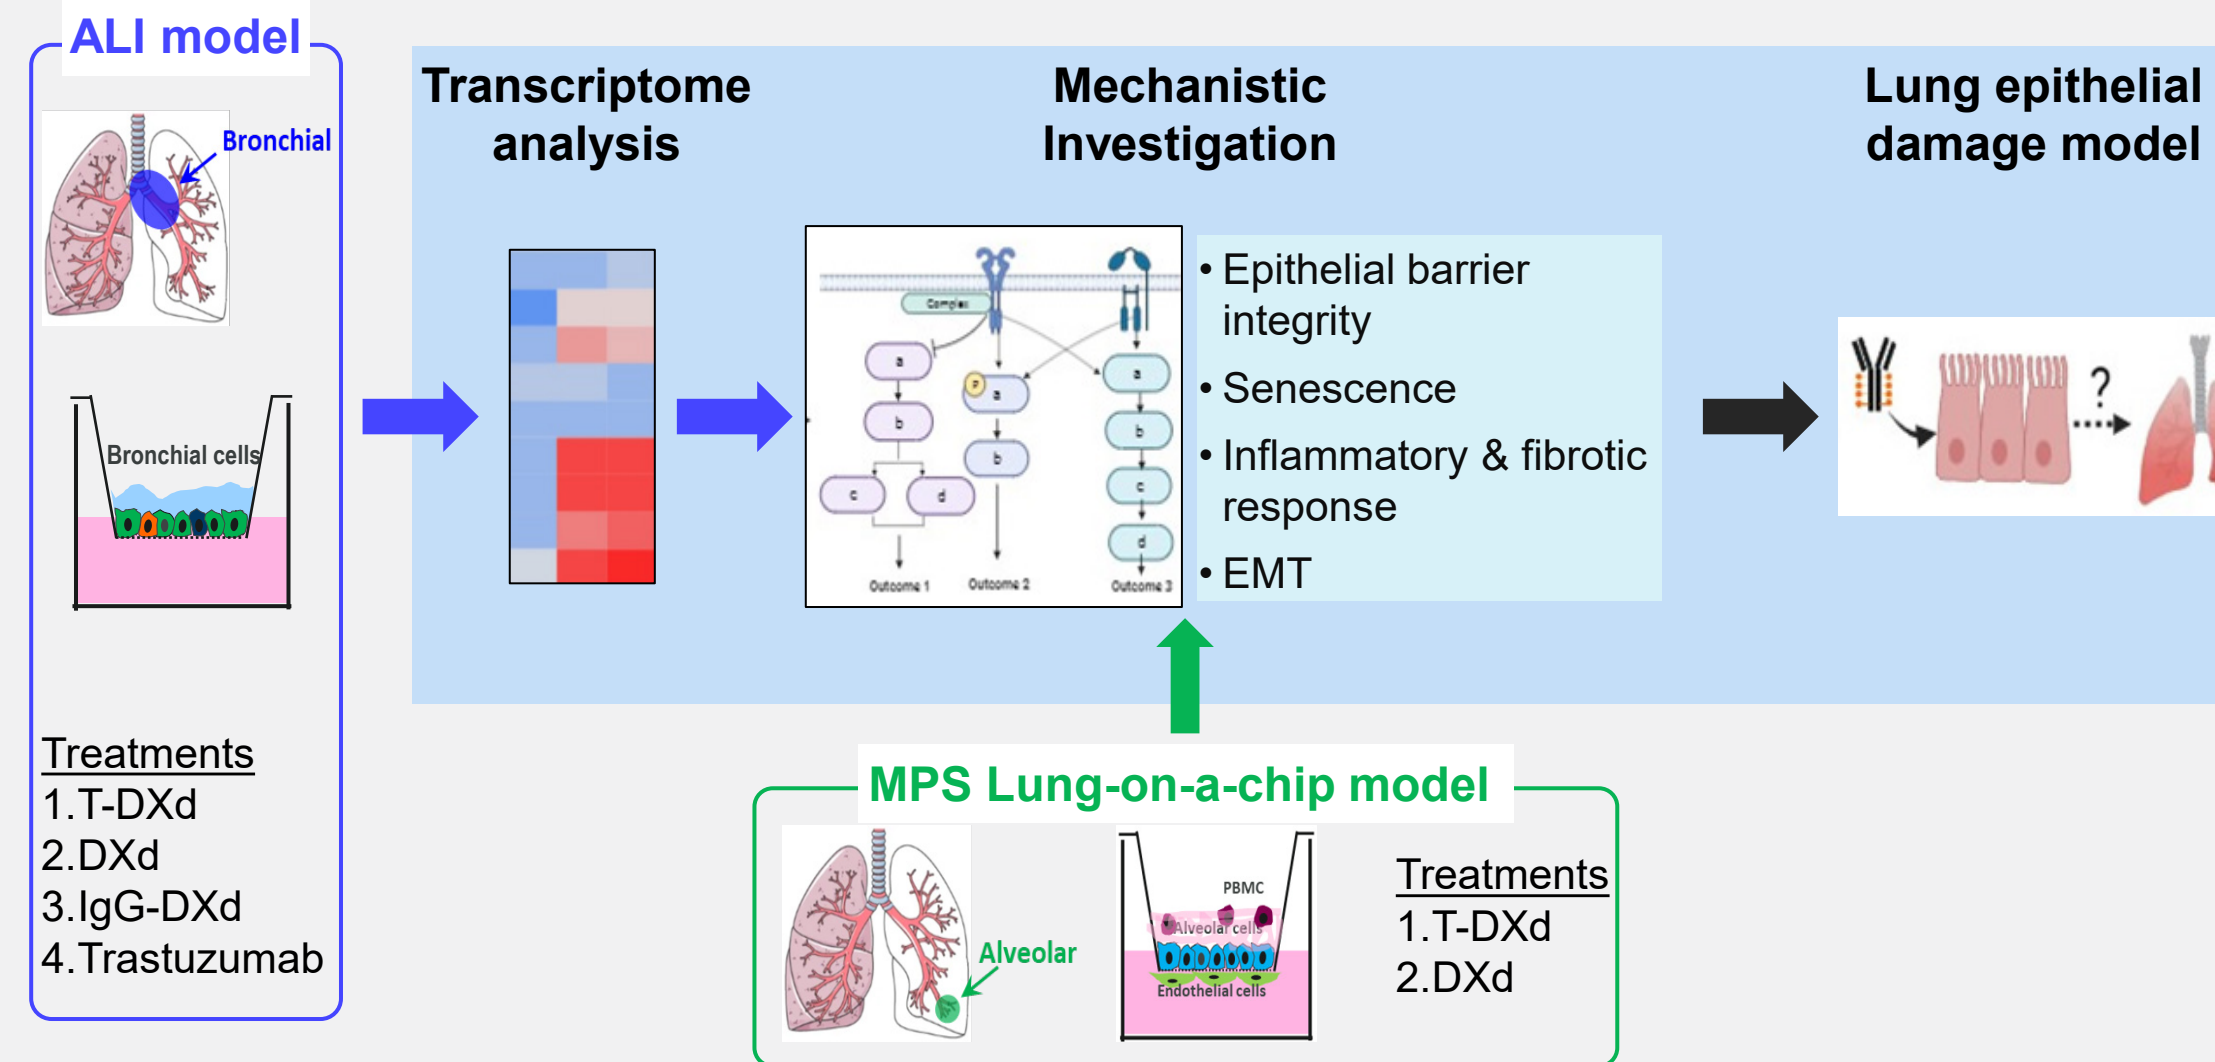 ALI model
Bronchial
Bronchial cells
Treatments
1.T-DXd
2.DXd
3.IgG-DXd
4.Trastuzumab
Transcriptome
analysis
Mechanistic
Investigation
Complex
a
b
c
d
Outcome 1
P
a
b
Outcome 2
a
b
c
d
Outcome 3
• Epithelial barrier
integrity
• Senescence
• Inflammatory & fibrotic
response
• EMT
Lung epithelial
damage model
?
MPS Lung-on-a-chip model
Alveolar
PBMC
Alveolar cells
Endothelial cells
Treatments
1.T-DXd
2.DXd